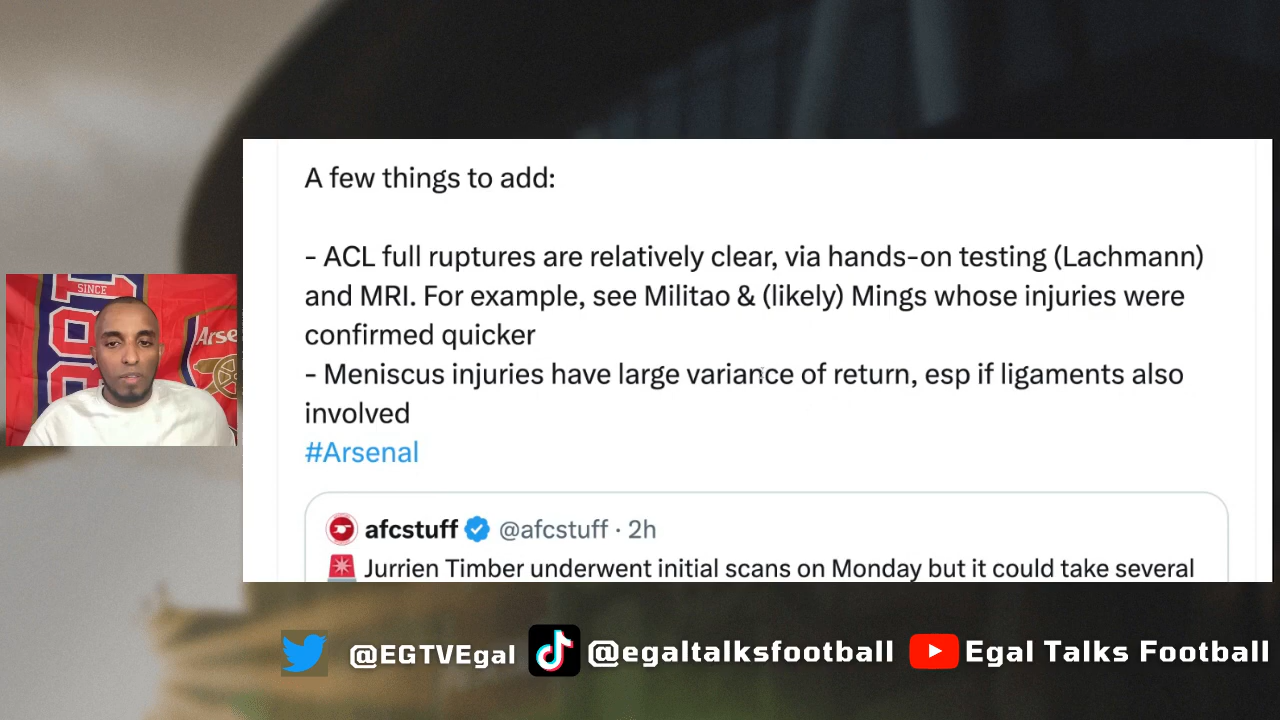 A few things to add:
- ACL full ruptures are relatively clear, via hands-on testing (Lachmann)
and MRI. For example, see Militao & (likely) Mings whose injuries were
confirmed quicker
- Meniscus injuries have large variance of return, esp if ligaments also
involved
#Arsenal
afcstuff @afcstuff · 2h
Jurrien Timber underwent initial scans on Monday but it could take several
SINCE
Arse
@EGTVEgal @egaltalksfootball Egal Talks Football